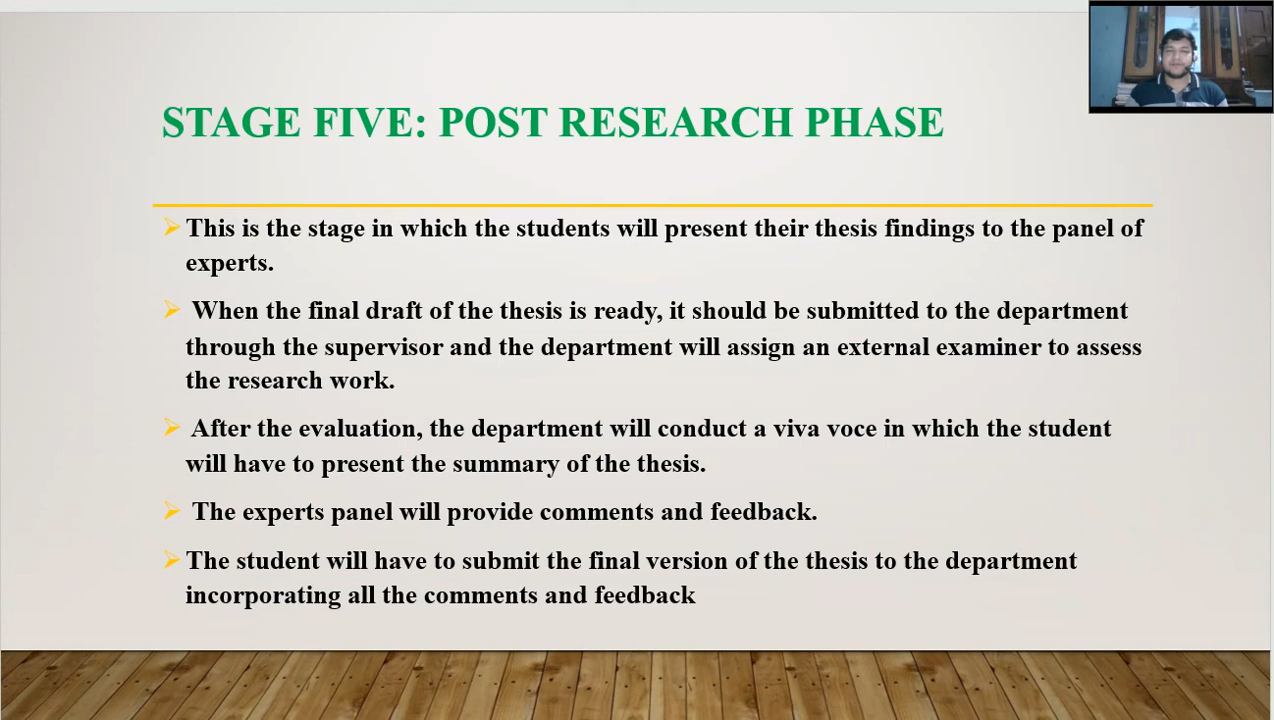 STAGE FIVE: POST RESEARCH PHASE
This is the stage in which the students will present their thesis findings to the panel of
experts.
When the final draft of the thesis is ready, it should be submitted to the department
through the supervisor and the department will assign an external examiner to assess
the research work.
After the evaluation, the department will conduct a viva voce in which the student
will have to present the summary of the thesis.
The experts panel will provide comments and feedback.
The student will have to submit the final version of the thesis to the department
incorporating all the comments and feedback